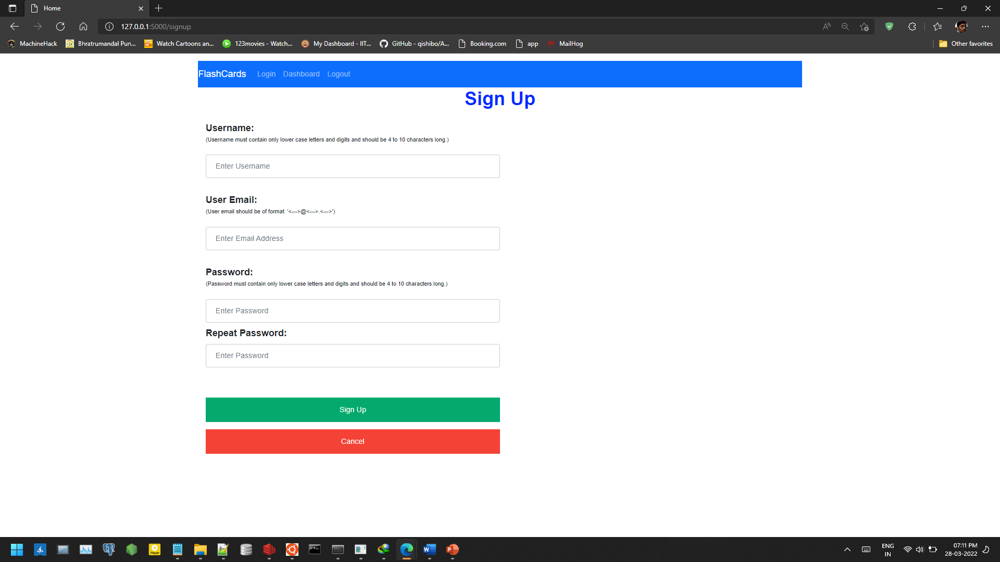 Home
127.0.0.1:5000/signup
MachineHack
Bhratrumandal Pun...
Watch Cartoons an...
123movies - Watch...
My Dashboard - IIT...
GitHub - qishibo/A...
Booking.com
app
MailHog
Other favorites
FlashCards Login Dashboard Logout
Sign Up
Username:
(Username must contain only lower case letters and digits and should be 4 to 10 characters long.)
Enter Username
User Email:
(User email should be of format: '<--->@<--->.<--->')
Enter Email Address
Password:
(Password must contain only lower case letters and digits and should be 4 to 10 characters long.)
Enter Password
Repeat Password:
Enter Password
Sign Up
Cancel
ENG
IN
07:11 PM
28-03-2022